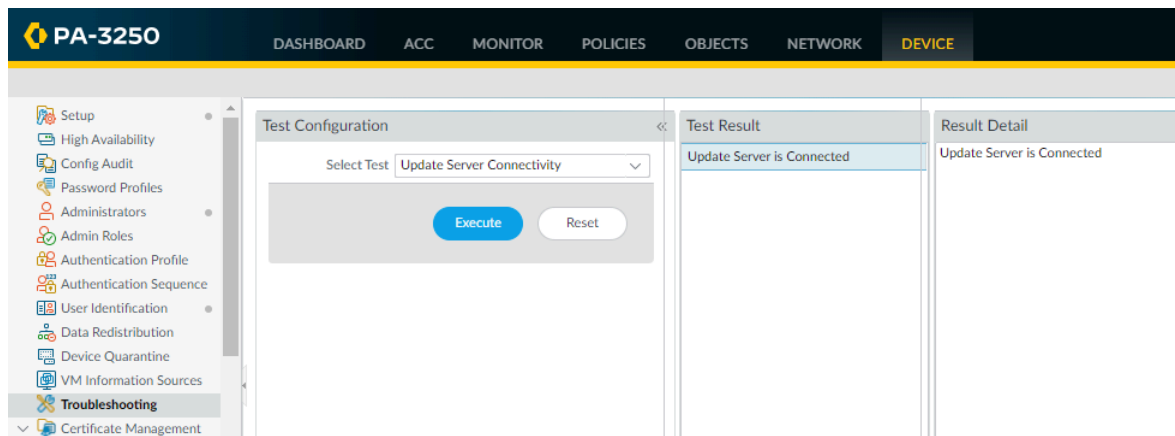 PA-3250
DASHBOARD ACC MONITOR POLICIES OBJECTS NETWORK DEVICE
Setup
High Availability
Config Audit
Password Profiles
Administrators
Admin Roles
Authentication Profile
Authentication Sequence
User Identification
Data Redistribution
Device Quarantine
VM Information Sources
Troubleshooting
Certificate Management
Test Configuration
Select Test Update Server Connectivity
Execute Reset
Test Result
Update Server is Connected
Result Detail
Update Server is Connected